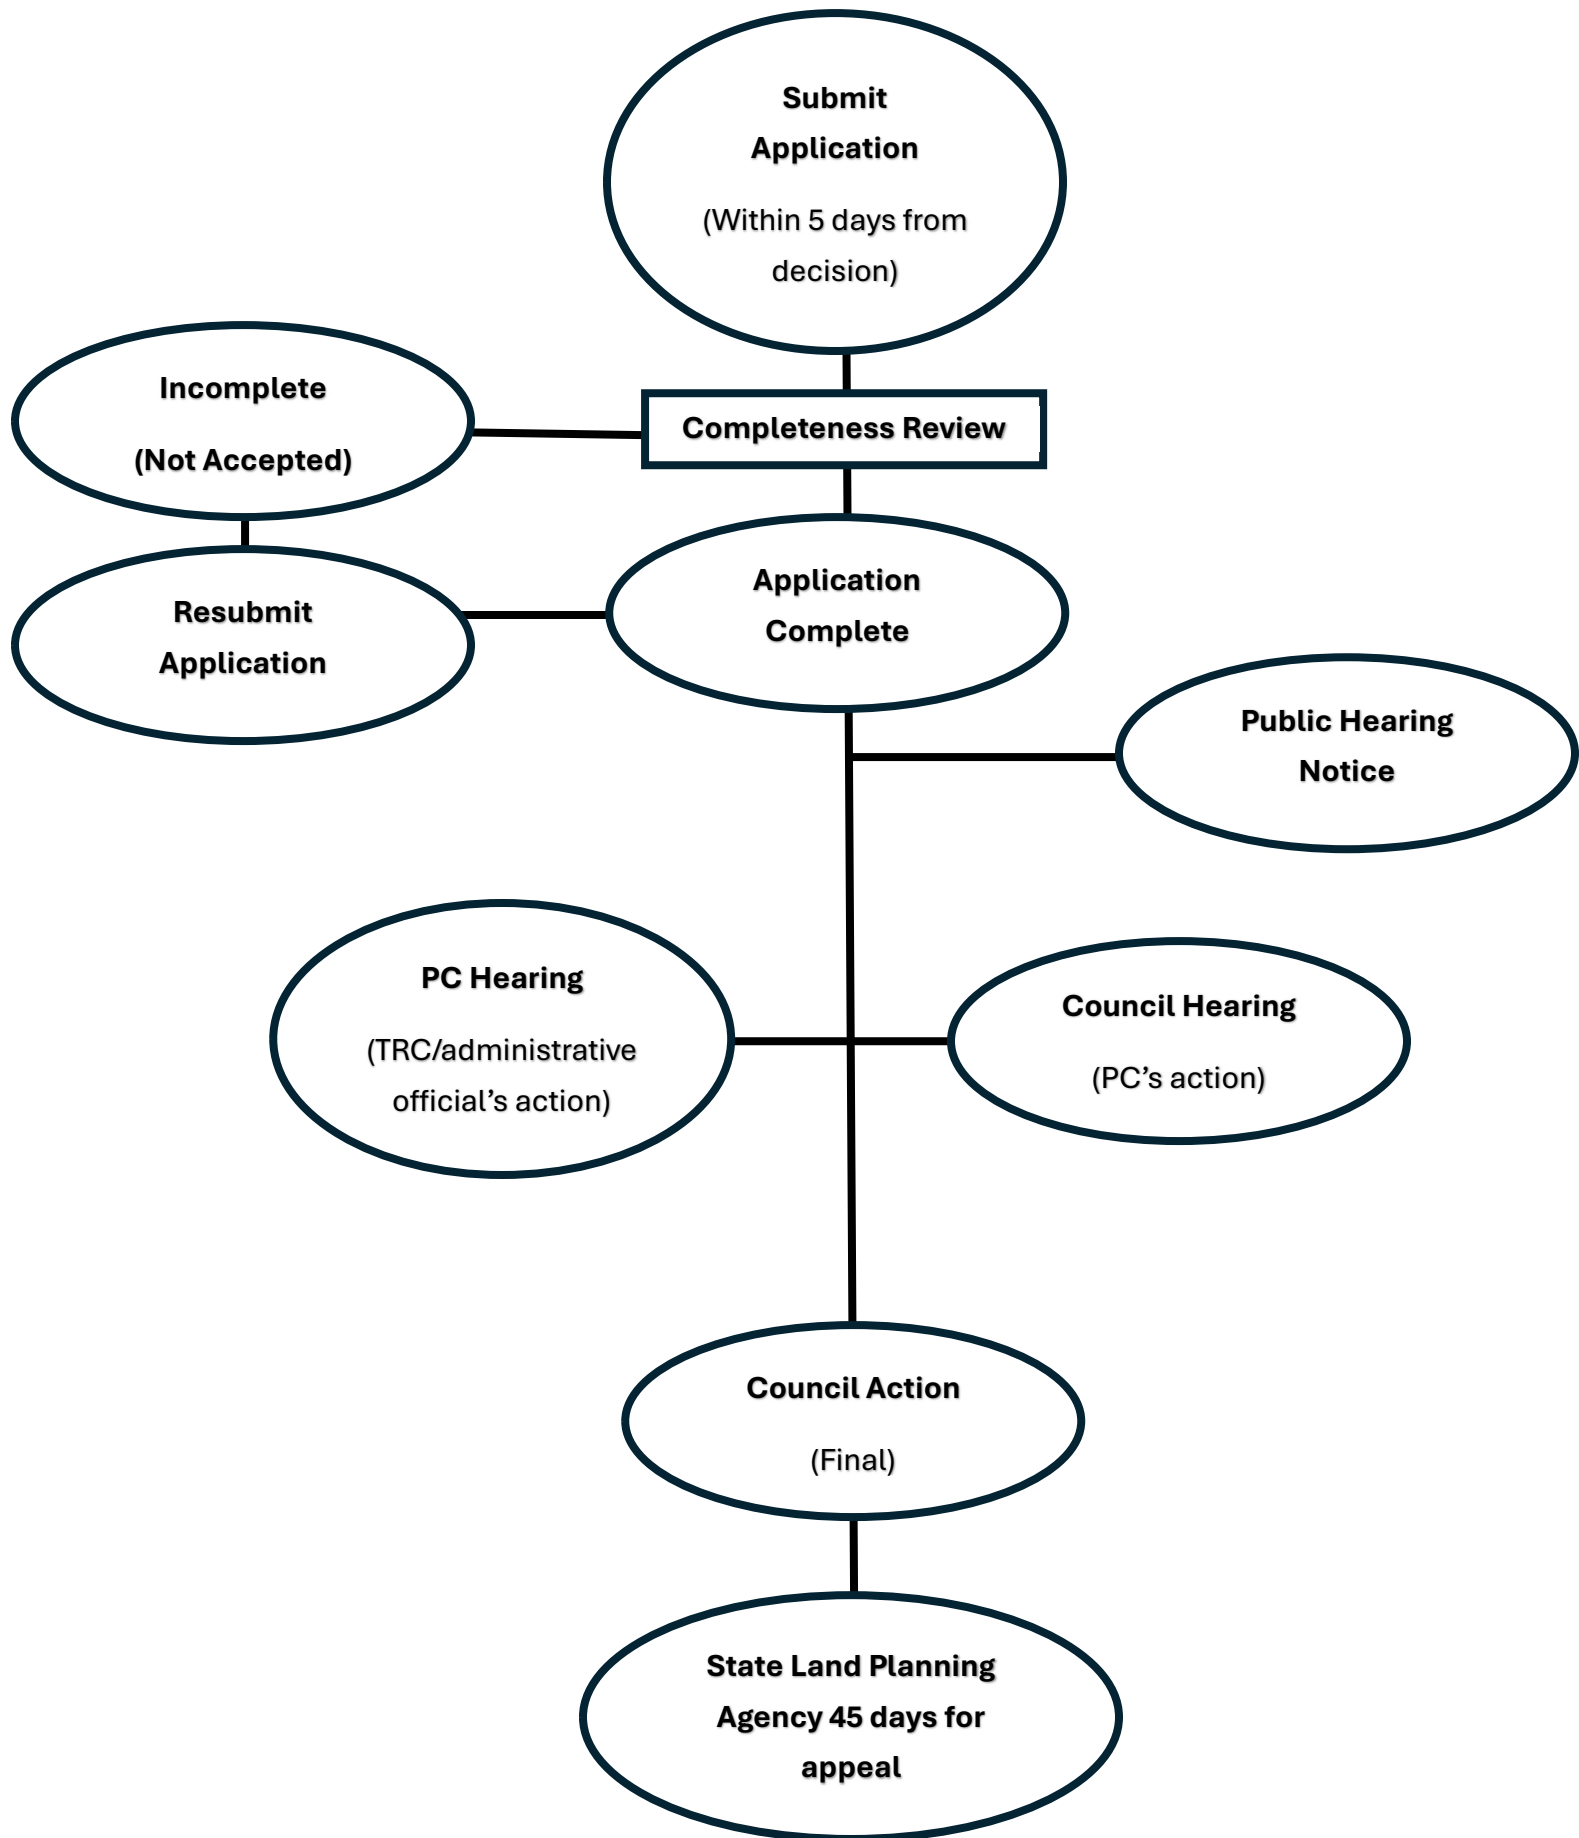 Submit
Application
(Within 5 days from
decision)
Incomplete
(Not Accepted)
Completeness Review
Resubmit
Application
Application
Complete
Public Hearing
Notice
PC Hearing
(TRC/administrative
official’s action)
Council Hearing
(PC’s action)
Council Action
(Final)
State Land Planning
Agency 45 days for
appeal